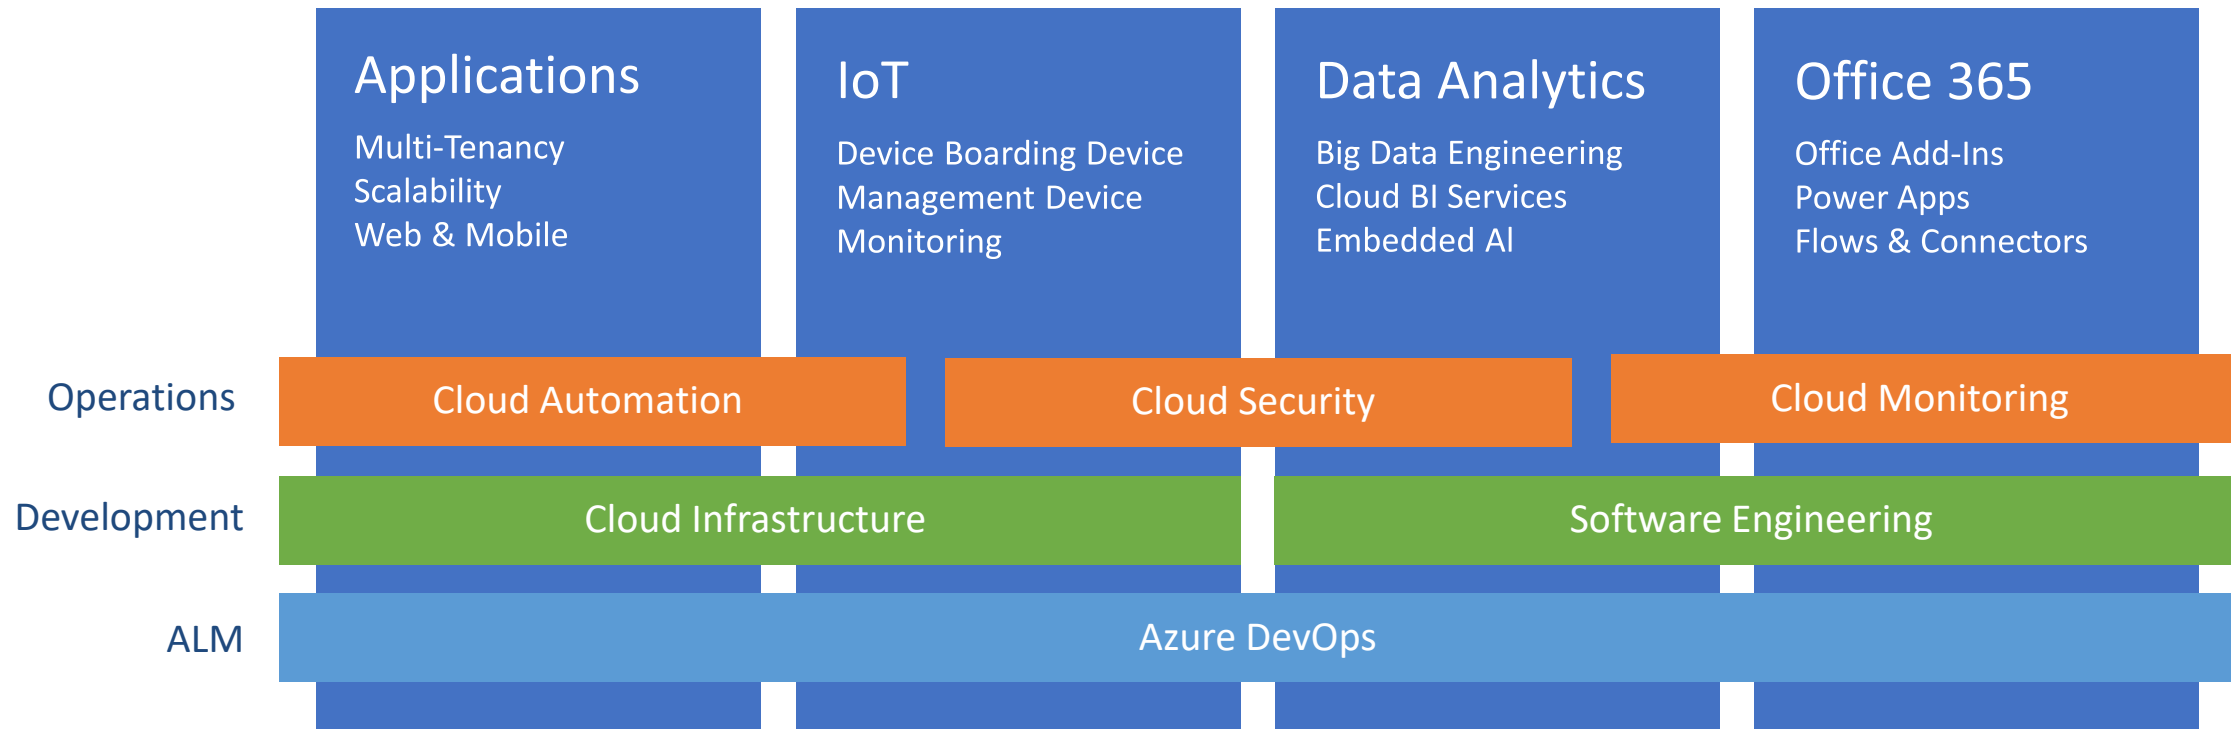 Applications
Multi-Tenancy
Scalability
Web & Mobile
IoT
Device Boarding Device
Management Device
Monitoring
Data Analytics
Big Data Engineering
Cloud BI Services
Embedded Al
Office 365
Office Add-Ins
Power Apps
Flows & Connectors
Operations
Cloud Automation
Cloud Security
Cloud Monitoring
Development
Cloud Infrastructure
Software Engineering
ALM
Azure DevOps